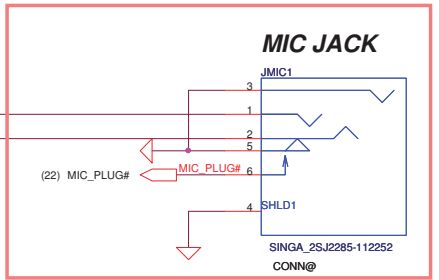 MIC JACK
JMIC1
3
1
2
5
(22) MIC_PLUG# MIC_PLUG# 6
4 SHLD1
SINGA_2SJ2285-112252
CONN@